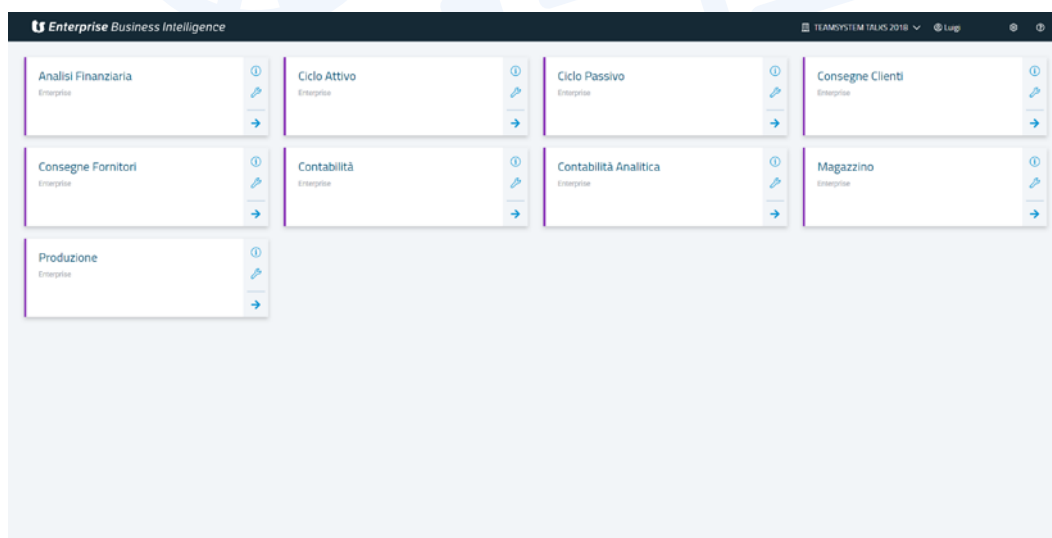 Enterprise Business Intelligence
TEAMSYSTEM TALKS 2018
Luigi
Analisi Finanziaria
Enterprise
Ciclo Attivo
Enterprise
Ciclo Passivo
Enterprise
Consegne Clienti
Enterprise
Consegne Fornitori
Enterprise
Contabilità
Enterprise
Contabilità Analitica
Enterprise
Magazzino
Enterprise
Produzione
Enterprise